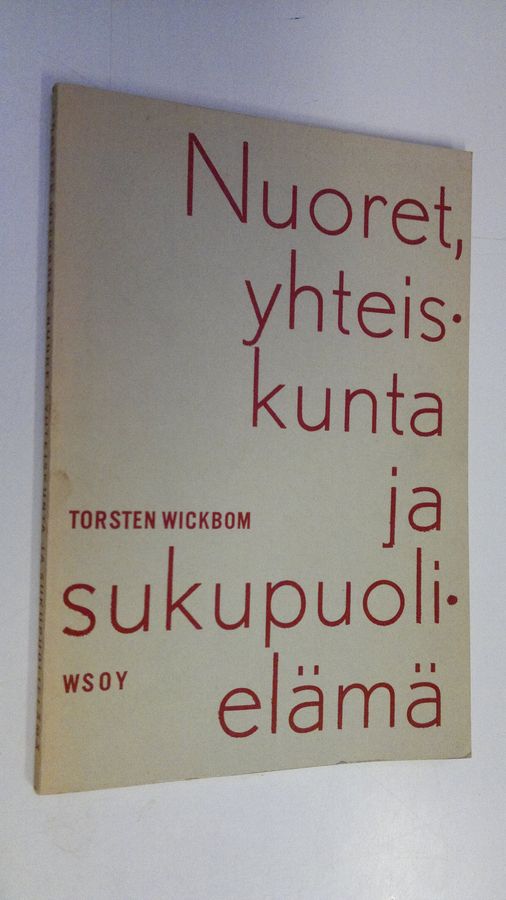 Nuoret,
yhteis-
kunta
ja
TORSTEN WICKBOM
sukupuoli-
WSOY
elämä